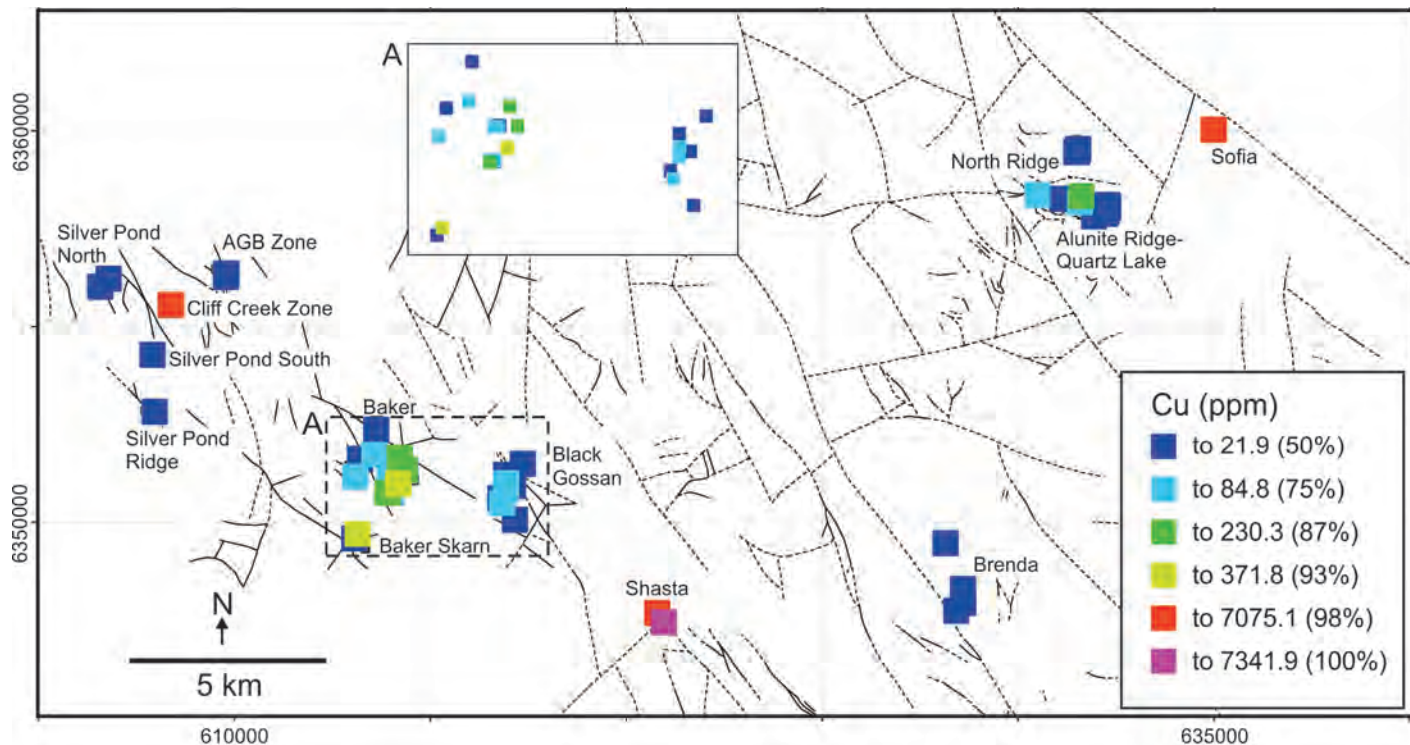 A
6360000
North Ridge
Sofia
Silver Pond
North
AGB Zone
Alunite Ridge-
Quartz Lake
Cliff Creek Zone
Silver Pond South
Silver Pond
Ridge
A
Baker
Black
Gossan
Baker Skarn
6350000
Shasta
Brenda
N
5 km
Cu (ppm)
to 21.9 (50%)
to 84.8 (75%)
to 230.3 (87%)
to 371.8 (93%)
to 7075.1 (98%)
to 7341.9 (100%)
610000
635000